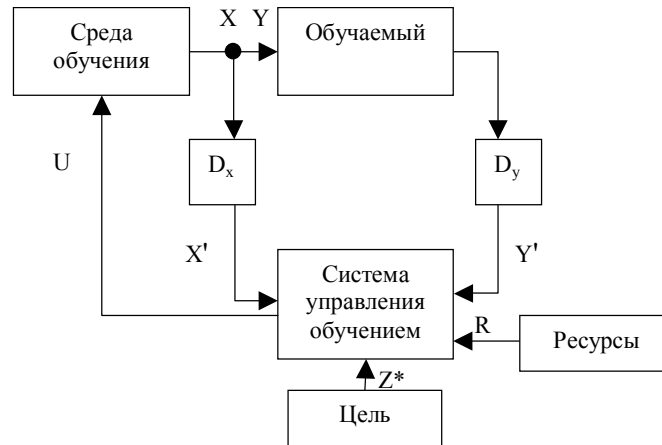 X Y
Среда
обучения
Обучаемый
U
Dx
Dy
X'
Y'
Система
управления
обучением
R
Ресурсы
Z*
Цель